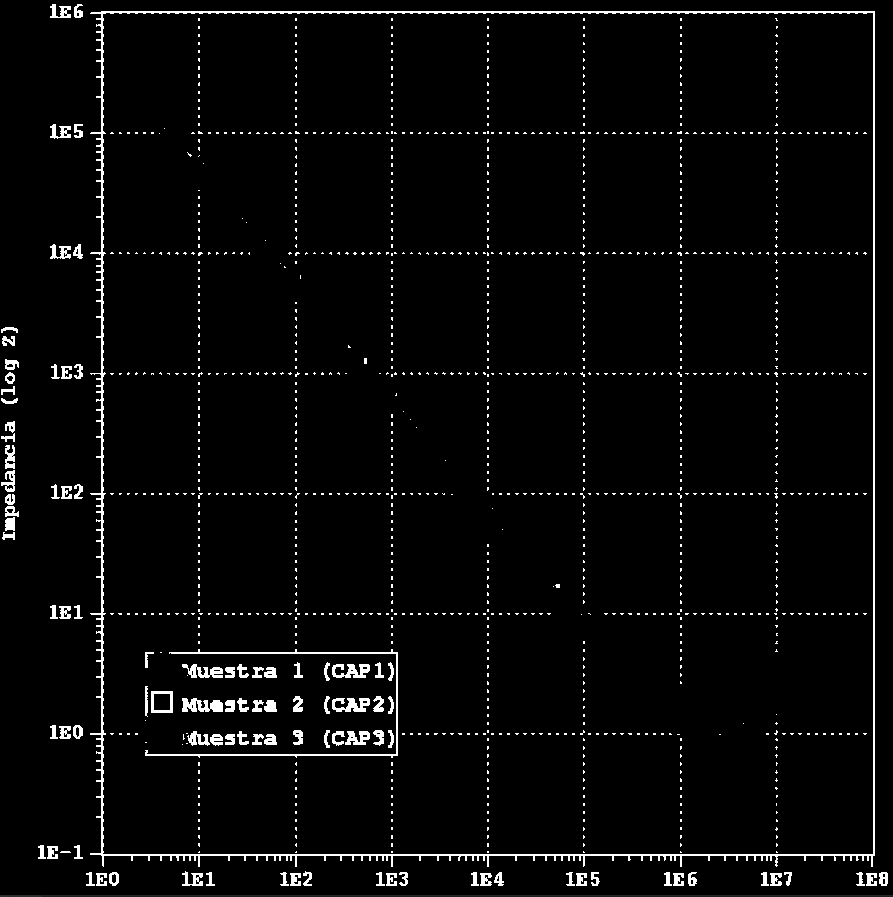 1E6
1E5
1E4
1E3
1E2
1E1
1E0
1E-1
Impedancia (log Z)
Muestra 1 (CAP1)
Muestra 2 (CAP2)
Muestra 3 (CAP3)
1E0 1E1 1E2 1E3 1E4 1E5 1E6 1E7 1E8